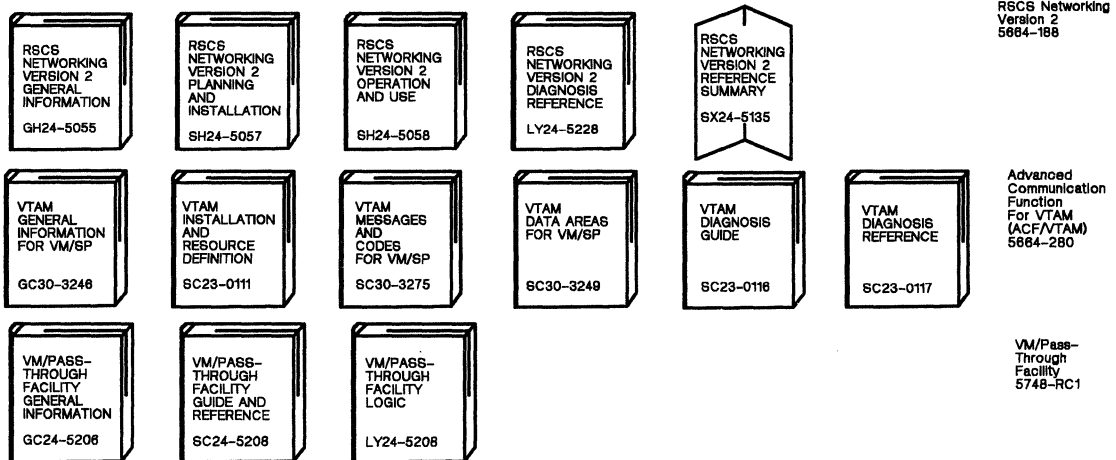 RSCS
NETWORKING
VERSION 2
GENERAL
INFORMATION
GH24-5055
RSCS
NETWORKING
VERSION 2
PLANNING
AND
INSTALLATION
SH24-5057
RSCS
NETWORKING
VERSION 2
OPERATION
AND USE
SH24-5058
RSCS
NETWORKING
VERSION 2
DIAGNOSIS
REFERENCE
LY24-5228
RSCS
NETWORKING
VERSION 2
REFERENCE
SUMMARY
SX24-5135
RSCS Networking
Version 2
5664-188
VTAM
GENERAL
INFORMATION
FOR VM/SP
GC30-3246
VTAM
INSTALLATION
AND
RESOURCE
DEFINITION
SC23-0111
VTAM
MESSAGES
AND
CODES
FOR VM/SP
SC30-3275
VTAM
DATA AREAS
FOR VM/SP
SC30-3249
VTAM
DIAGNOSIS
GUIDE
SC23-0116
VTAM
DIAGNOSIS
REFERENCE
SC23-0117
Advanced
Communication
Function
For VTAM
(ACF/VTAM)
5664-280
VM/PASS-
THROUGH
FACILITY
GENERAL
INFORMATION
GC24-5206
VM/PASS-
THROUGH
FACILITY
GUIDE AND
REFERENCE
SC24-5208
VM/PASS-
THROUGH
FACILITY
LOGIC
LY24-5208
VM/Pass-
Through
Facility
5748-RC1